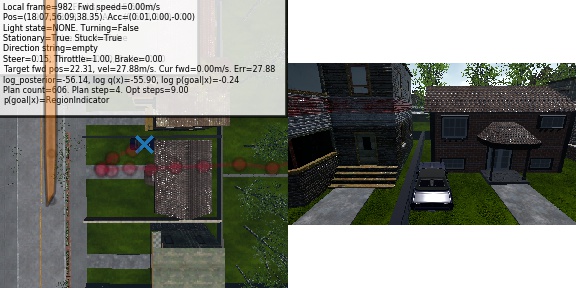 Local frame=982. Fwd speed=0.00m/s
Pos=(18.07,56.09,38.35). Acc=(0.01,0.00,-0.00)
Light state=NONE. Turning=False
Stationary=True. Stuck=True
Direction string=empty
Steer=0.15, Throttle=1.00, Brake=0.00
Target fwd pos=22.31, vel=27.88m/s. Cur fwd=0.00m/s. Err=27.88
log_posterior=-56.14, log q(x)=-55.90, log p(goal|x)=-0.24
Plan count=606. Plan step=4. Opt steps=9.00
p(goal|x)=RegionIndicator